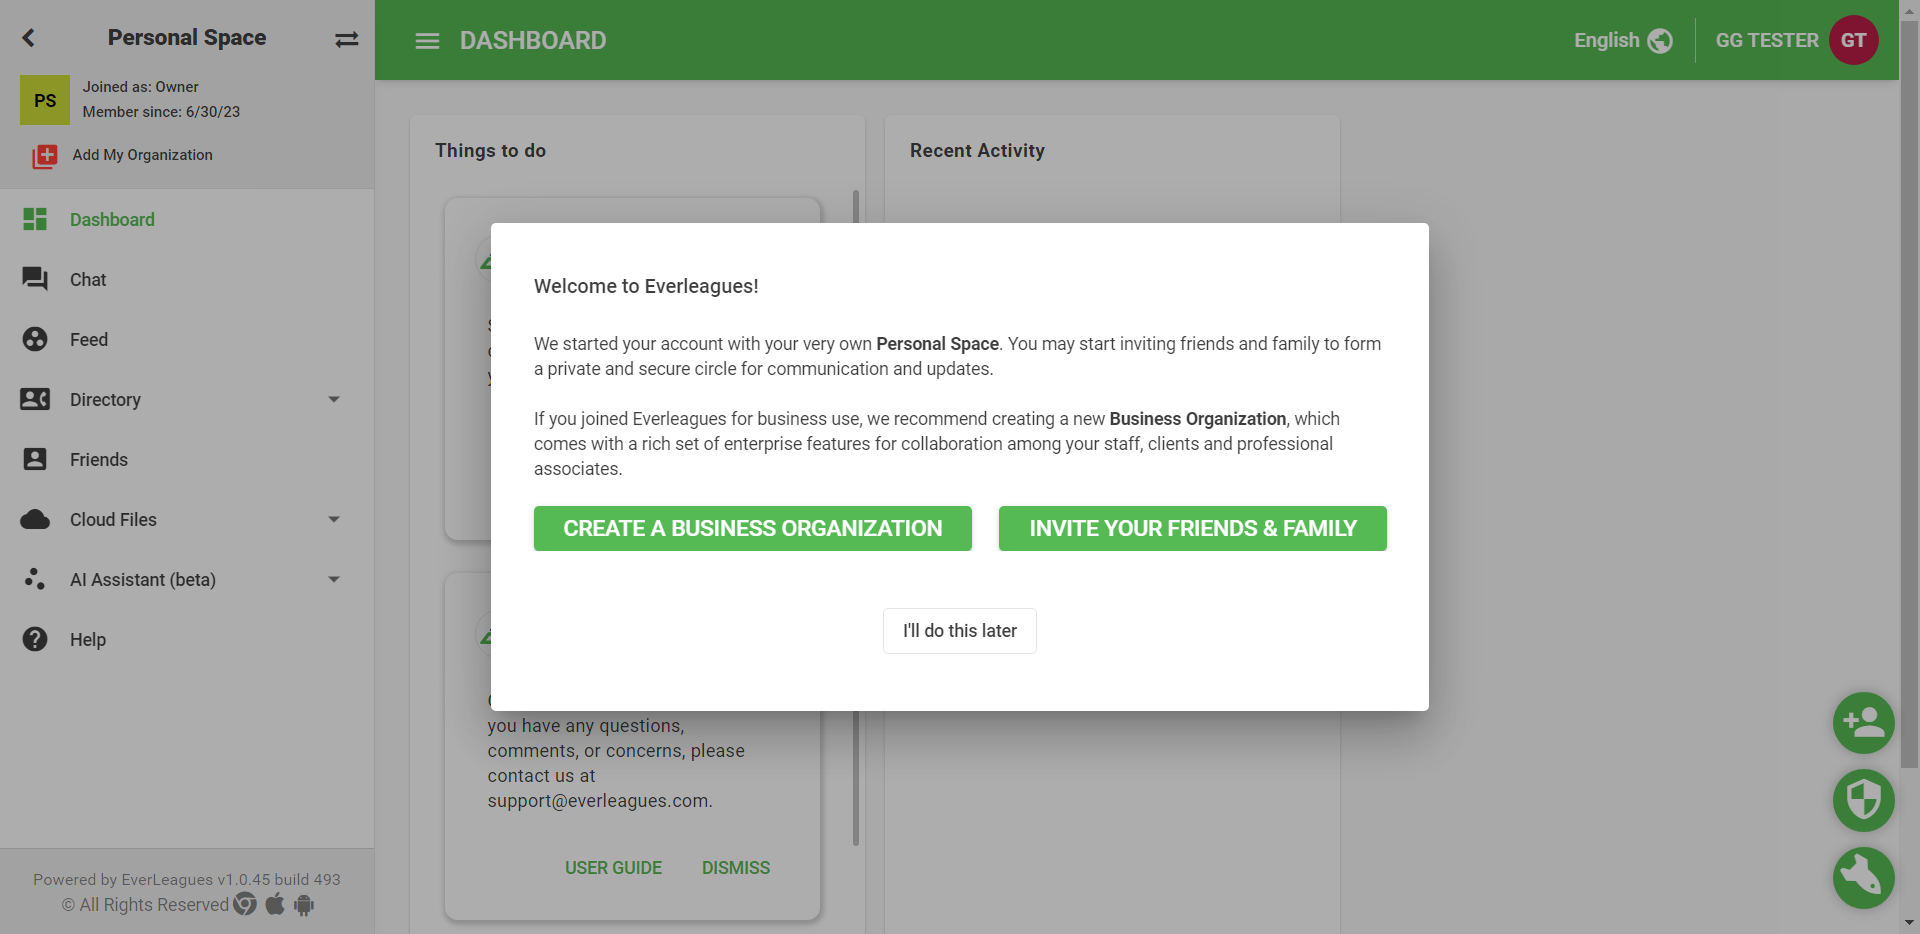 Personal Space
PS
Joined as: Owner
Member since: 6/30/23
Add My Organization
Dashboard
Chat
Feed
Directory
Friends
Cloud Files
AI Assistant (beta)
Help
Powered by EverLeagues v1.0.45 build 493
© All Rights Reserved
DASHBOARD
English
GG TESTER
GT
Things to do
Recent Activity
Welcome to Everleagues!
We started your account with your very own Personal Space. You may start inviting friends and family to form
a private and secure circle for communication and updates.
If you joined Everleagues for business use, we recommend creating a new Business Organization, which
comes with a rich set of enterprise features for collaboration among your staff, clients and professional
associates.
CREATE A BUSINESS ORGANIZATION
INVITE YOUR FRIENDS & FAMILY
I'll do this later
you have any questions,
comments, or concerns, please
contact us at
support@everleagues.com.
USER GUIDE
DISMISS